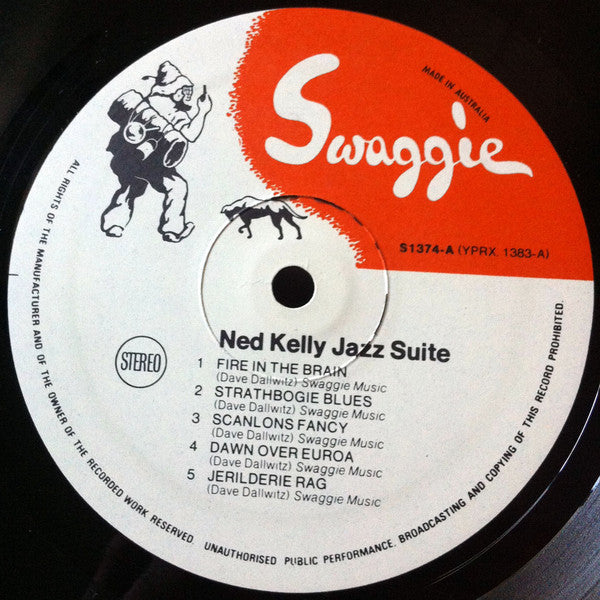 Swaggie
MADE IN AUSTRALIA
S1374-A (YPRX. 1383-A)
STEREO
Ned Kelly Jazz Suite
1 FIRE IN THE BRAIN
(Dave Dallwitz) Swaggie Music
2 STRATHBOGIE BLUES
(Dave Dallwitz) Swaggie Music
3 SCANLONS FANCY
(Dave Dallwitz) Swaggie Music
4 DAWN OVER EUROA
(Dave Dallwitz) Swaggie Music
5 JERILDERIE RAG
(Dave Dallwitz) Swaggie Music
ALL RIGHTS OF THE MANUFACTURER AND OF THE OWNER OF THE RECORDED WORK RESERVED. UNAUTHORISED PUBLIC PERFORMANCE, BROADCASTING AND COPYING OF THIS RECORD PROHIBITED.